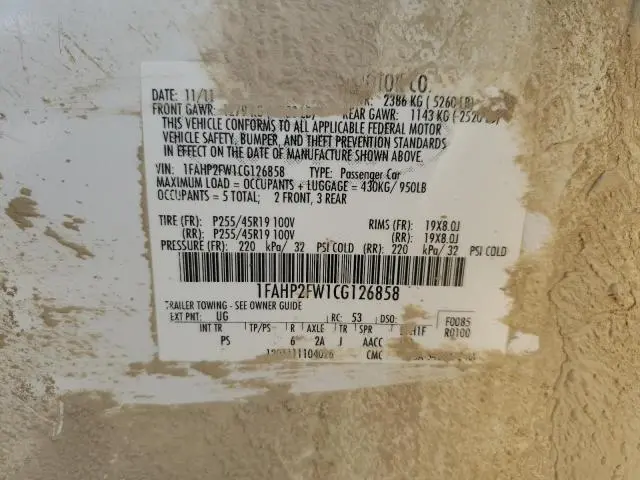 MOTOR CO.
DATE: 11/11 2386 KG ( 5260 LB)
FRONT GAWR: REAR GAWR: 1143 KG ( 2520 LB)
THIS VEHICLE CONFORMS TO ALL APPLICABLE FEDERAL MOTOR
VEHICLE SAFETY, BUMPER, AND THEFT PREVENTION STANDARDS
IN EFFECT ON THE DATE OF MANUFACTURE SHOWN ABOVE.
VIN: 1FAHP2FW1CG126858 TYPE: Passenger Car
MAXIMUM LOAD = OCCUPANTS + LUGGAGE = 430KG/ 950LB
OCCUPANTS = 5 TOTAL; 2 FRONT, 3 REAR
TIRE (FR): P255/45R19 100V RIMS (FR): 19X8.0J
(RR): P255/45R19 100V (RR): 19X8.0J
PRESSURE (FR): 220 kPa/ 32 PSI COLD (RR): 220 kPa/ 32 PSI COLD
1FAHP2FW1CG126858
TRAILER TOWING - SEE OWNER GUIDE
EXT PNT: UG RC: 53 DSO: F0085
INT TR TP/PS R AXLE TR SPR R0100
PS 6 2A J AACC
CMC